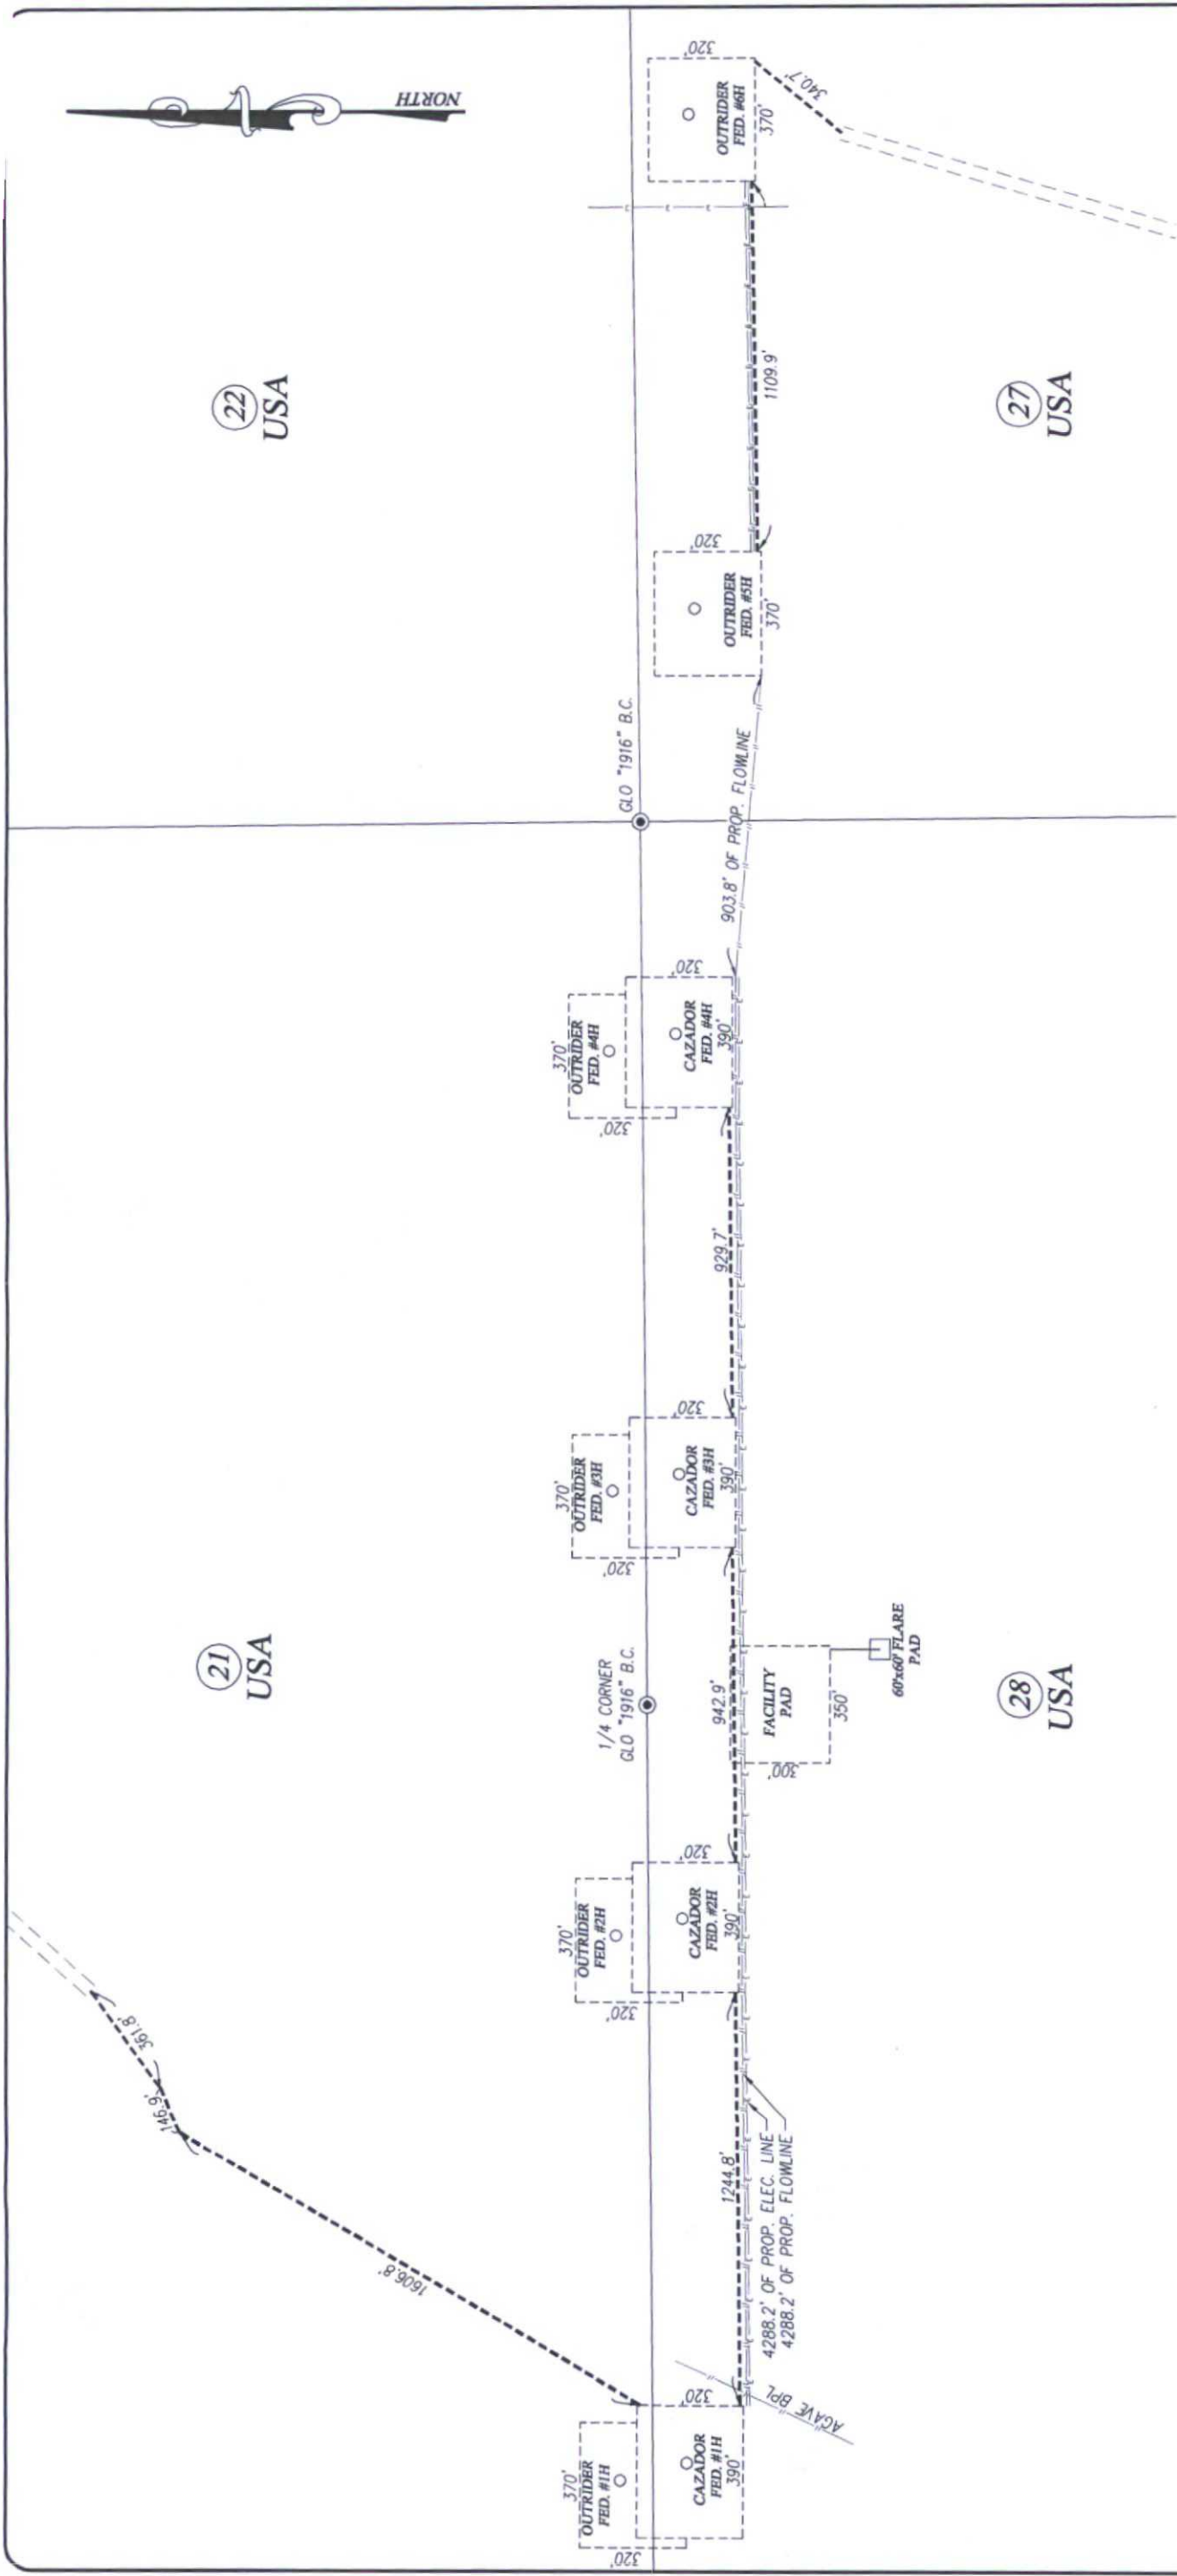 NORTH
22
USA
21
USA
27
USA
28
USA
GLO "1916" B.C.
1/4 CORNER
GLO "1916" B.C.
361.8'
146.9'
1606.8'
370'
OUTRIDER
FED. #1H
320'
320'
CAZADOR
FED. #1H
390'
AGAVE BPL
1244.8'
4288.2' OF PROP. ELEC. LINE
4288.2' OF PROP. FLOWLINE
370'
OUTRIDER
FED. #2H
320'
320'
CAZADOR
FED. #2H
390'
942.9'
FACILITY
PAD
300'
350'
60'x60' FLARE
PAD
370'
OUTRIDER
FED. #3H
320'
320'
CAZADOR
FED. #3H
390'
929.7'
370'
OUTRIDER
FED. #4H
320'
320'
CAZADOR
FED. #4H
390'
903.8' OF PROP. FLOWLINE
320'
OUTRIDER
FED. #5H
370'
1109.9'
320'
OUTRIDER
FED. #6H
370'
340.7'